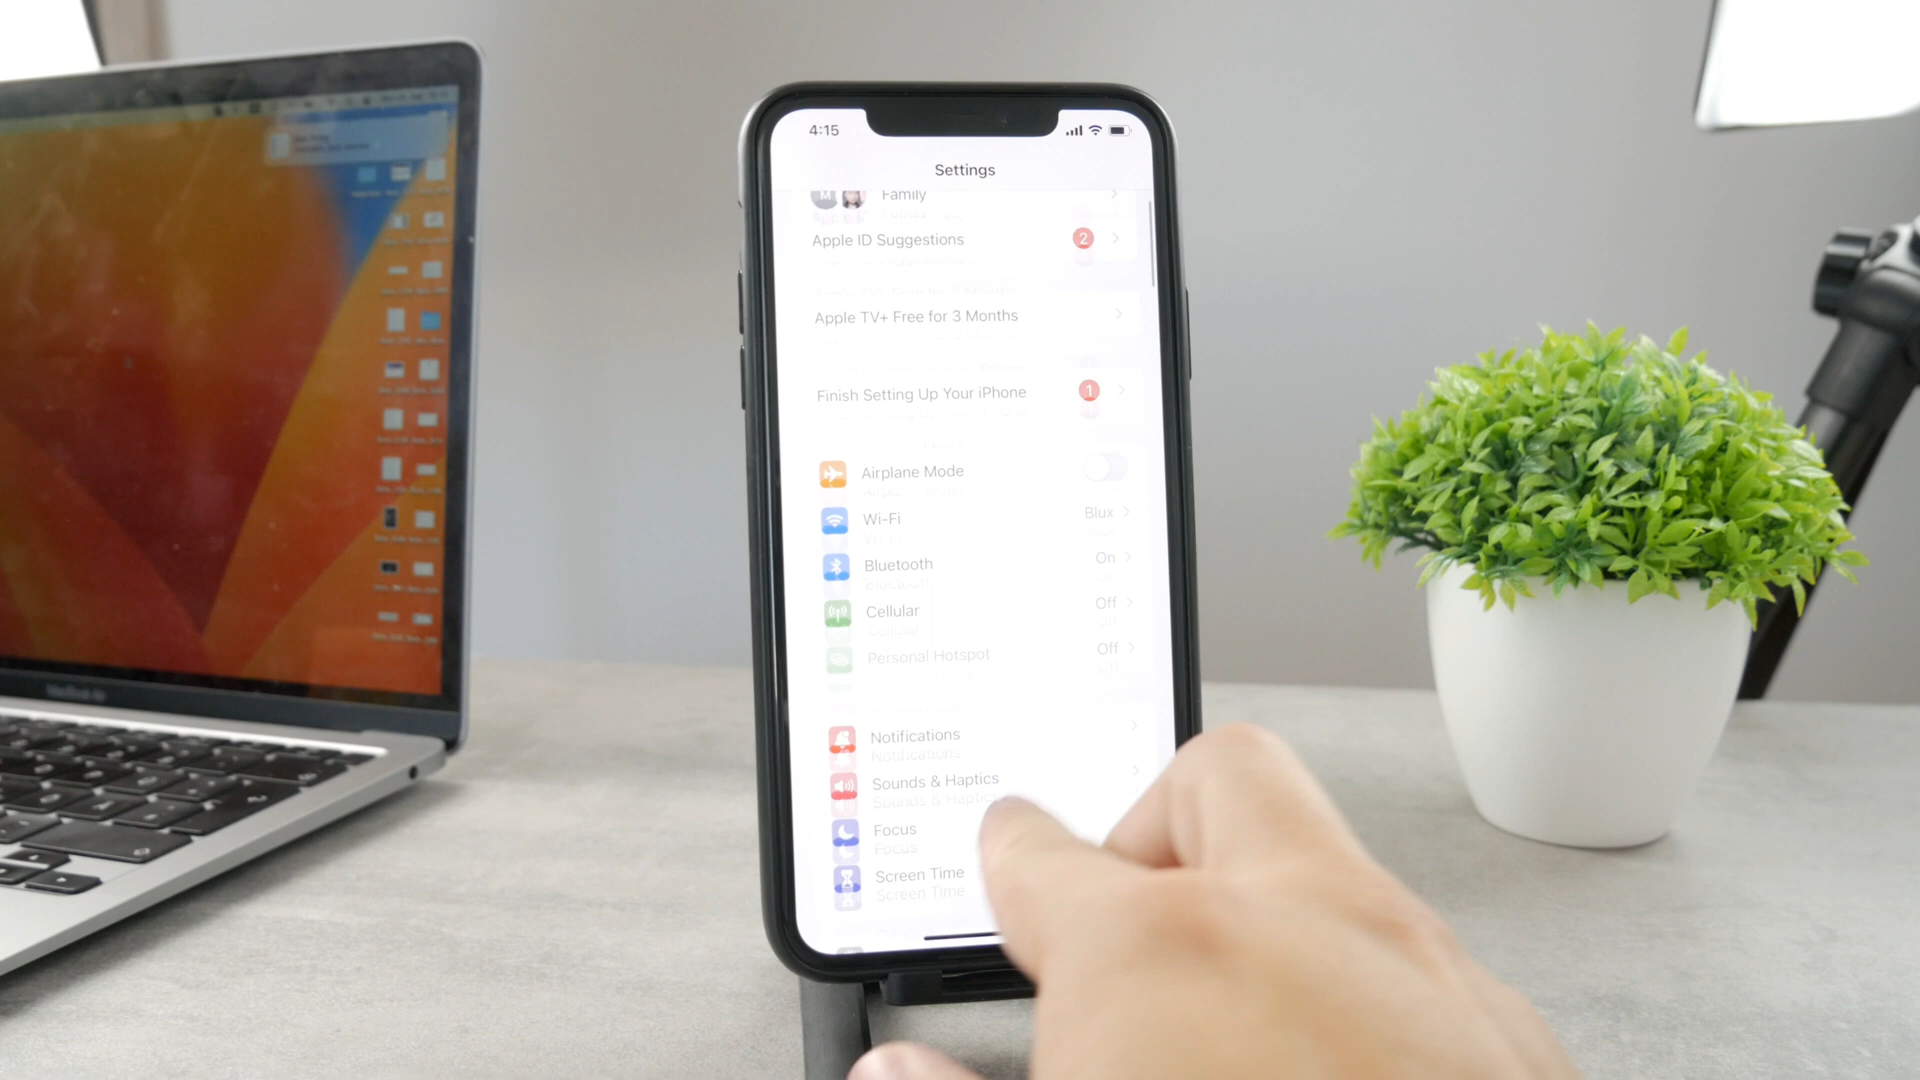 4:15
Settings
M
Family
Apple ID Suggestions 2
Apple TV+ Free for 3 Months
Finish Setting Up Your iPhone 1
Airplane Mode
Wi-Fi Blux
Bluetooth On
Cellular Off
Personal Hotspot Off
Notifications
Sounds & Haptics
Focus
Screen Time
MacBook Air